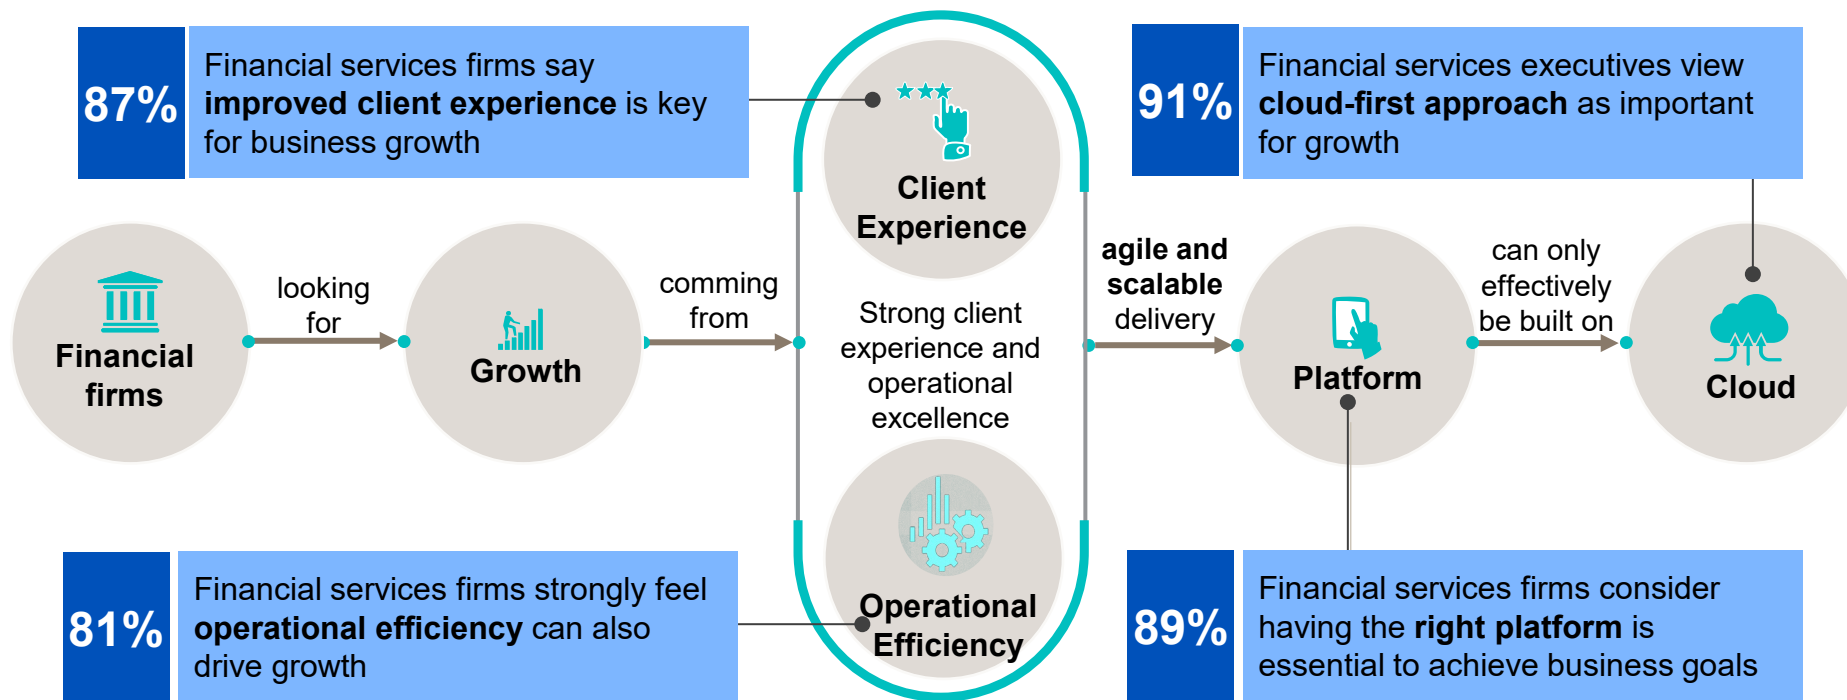 87%
Financial services firms say
improved client experience is key
for business growth
91%
Financial services executives view
cloud-first approach as important
for growth
Client
Experience
Financial
firms
looking
for
Growth
comming
from
Strong client
experience and
operational
excellence
agile and
scalable
delivery
Platform
can only
effectively
be built on
Cloud
Operational
Efficiency
81%
Financial services firms strongly feel
operational efficiency can also
drive growth
89%
Financial services firms consider
having the right platform is
essential to achieve business goals